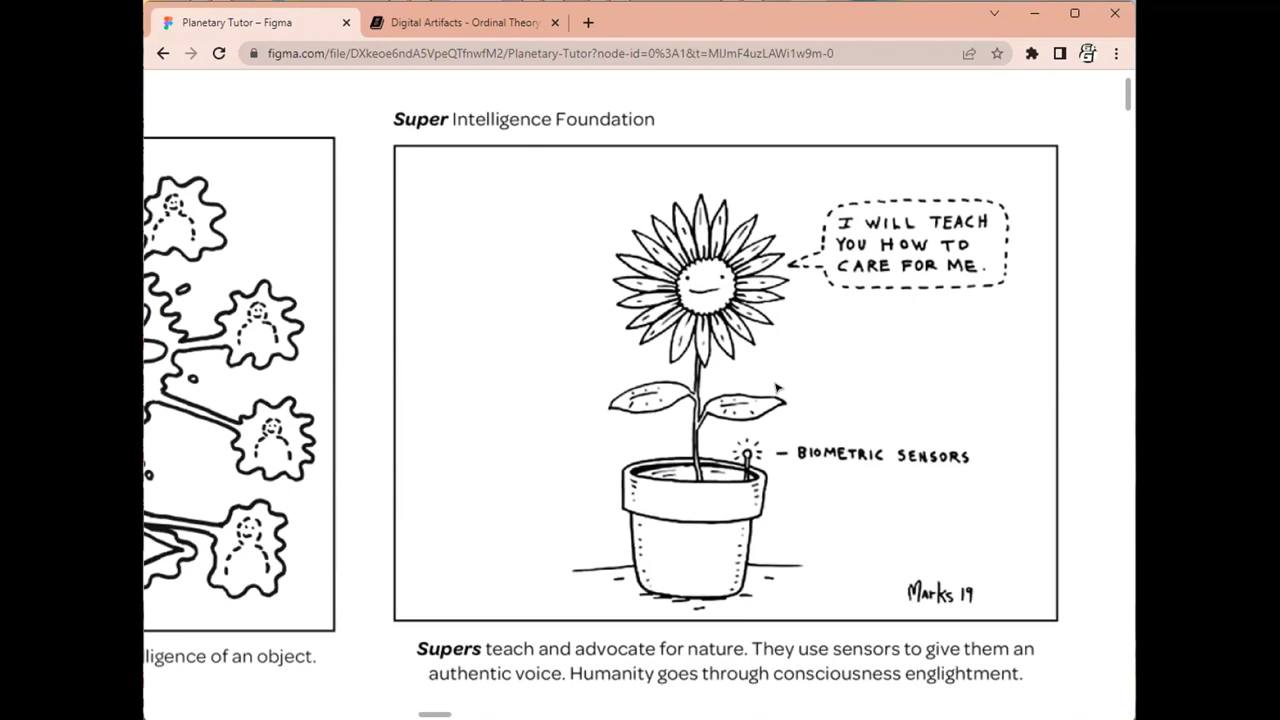 Planetary Tutor – Figma
Digital Artifacts - Ordinal Theory
figma.com/file/DXkeoe6ndA5VpeQTfnwfM2/Planetary-Tutor?node-id=0%3A1&t=MIJmF4uzLAWi1w9m-0
Super Intelligence Foundation
I WILL TEACH
YOU HOW TO
CARE FOR ME.
BIOMETRIC SENSORS
Marks 19
lligence of an object.
Supers teach and advocate for nature. They use sensors to give them an
authentic voice. Humanity goes through consciousness englightment.